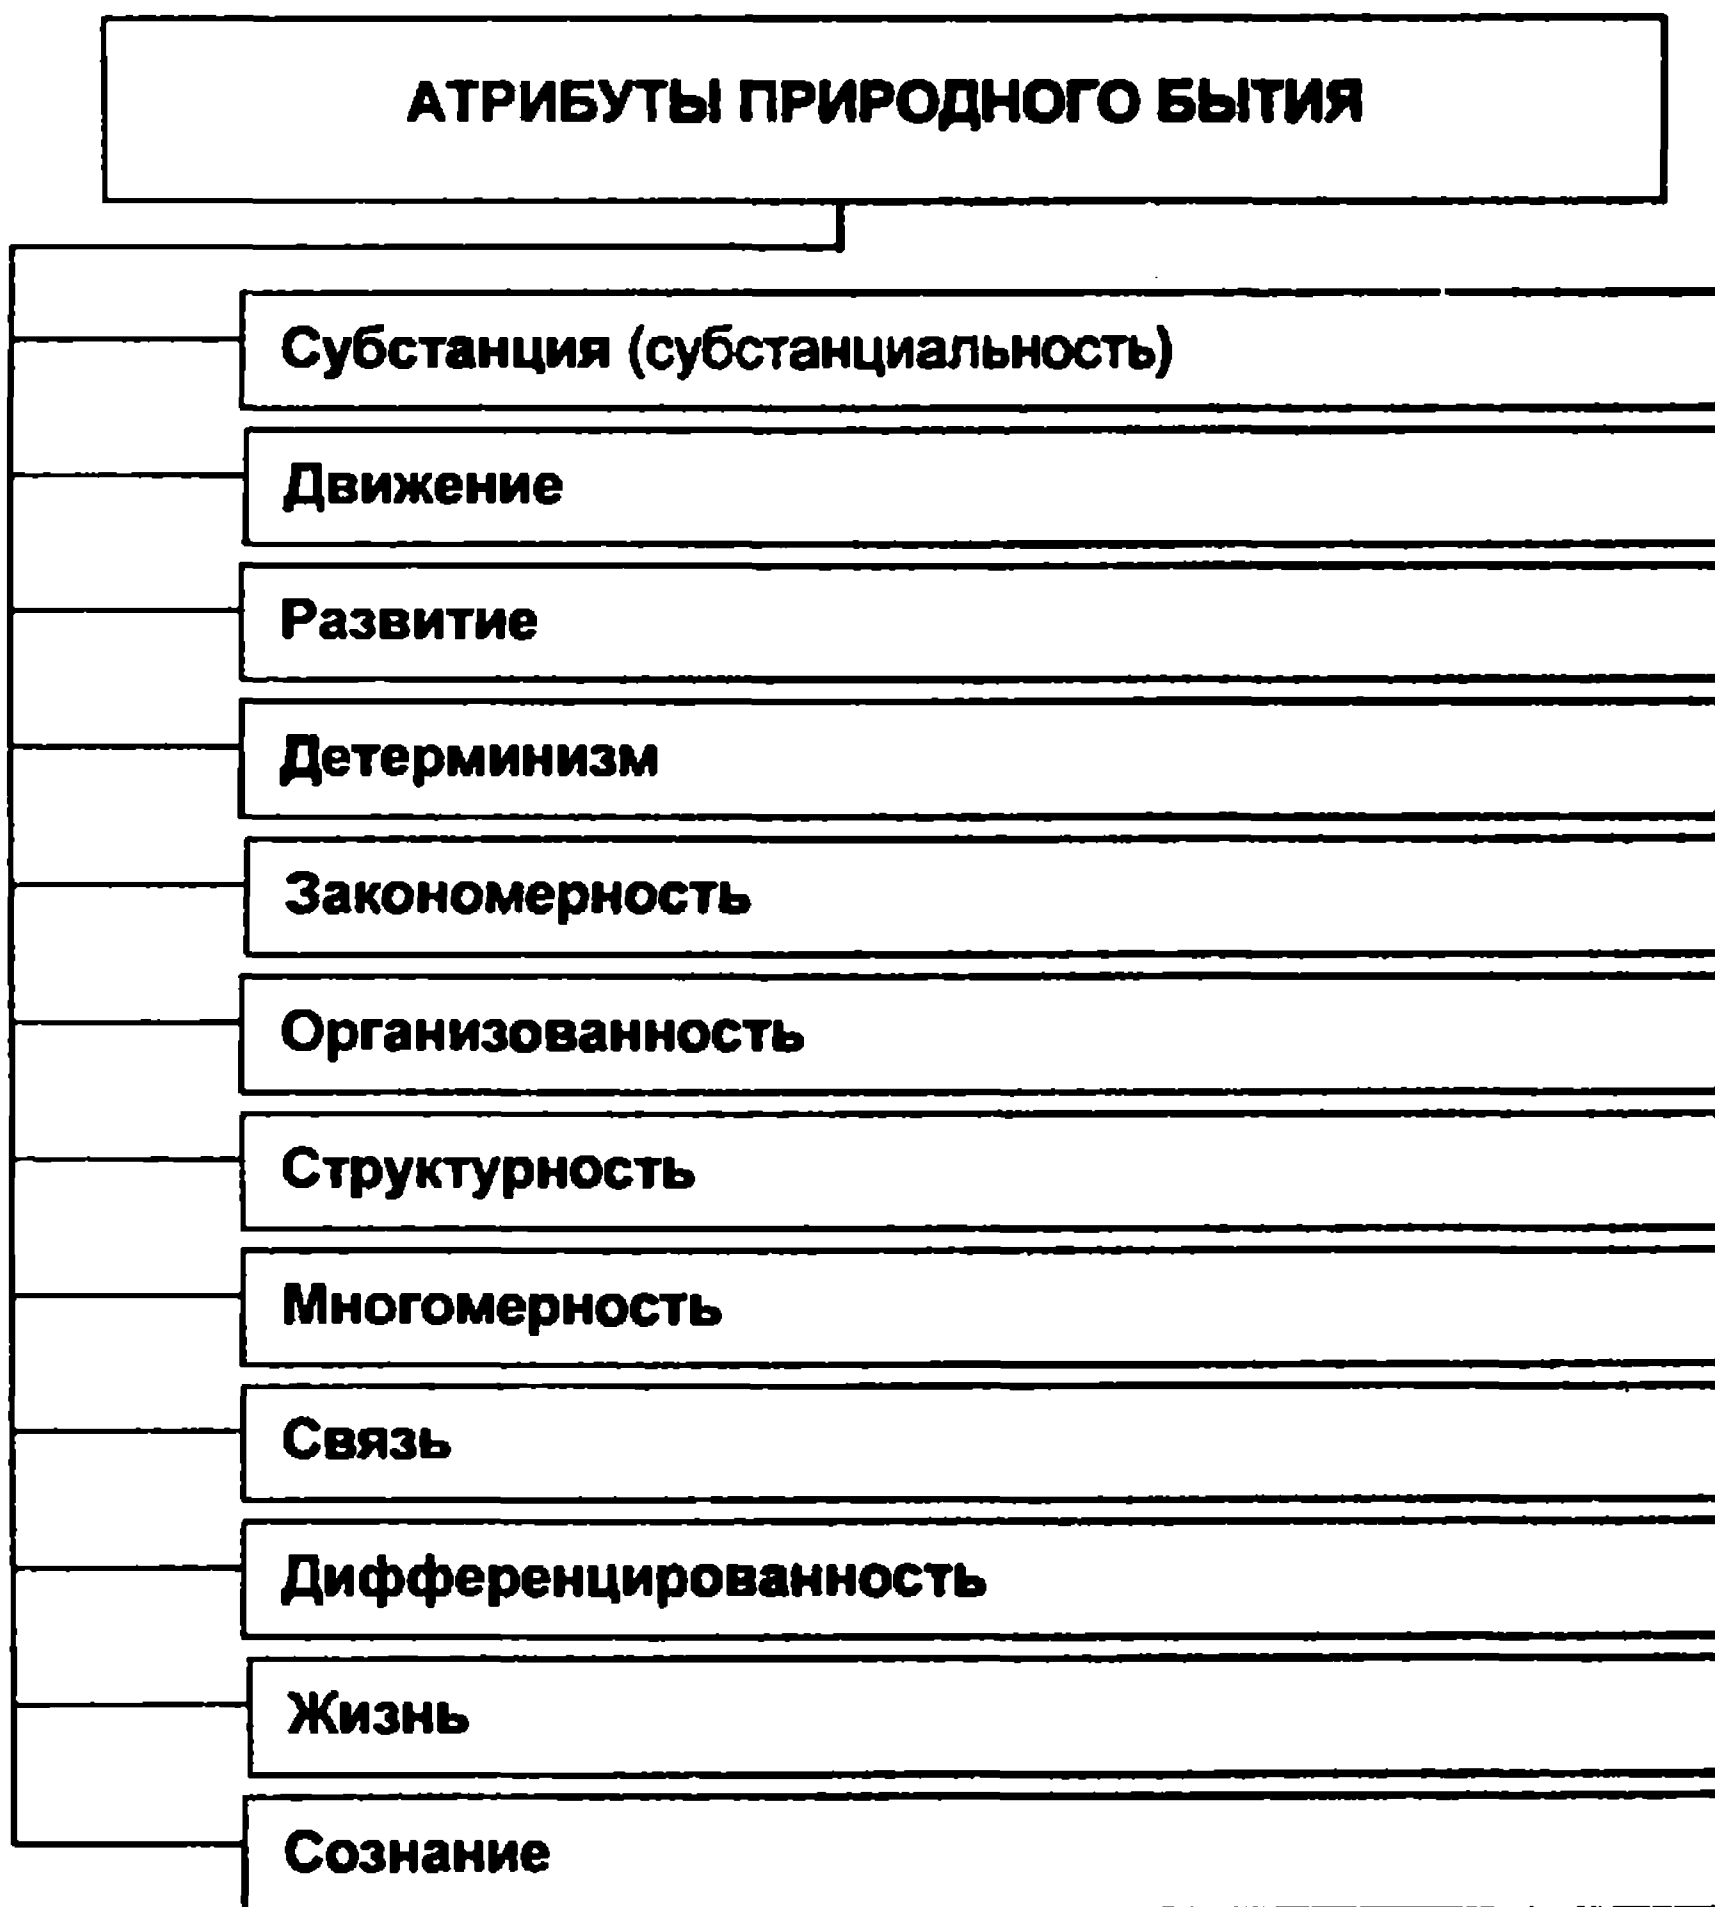 АТРИБУТЫ ПРИРОДНОГО БЫТИЯ
Субстанция (субстанциальность)
Движение
Развитие
Детерминизм
Закономерность
Организованность
Структурность
Многомерность
Связь
Дифференцированность
Жизнь
Сознание